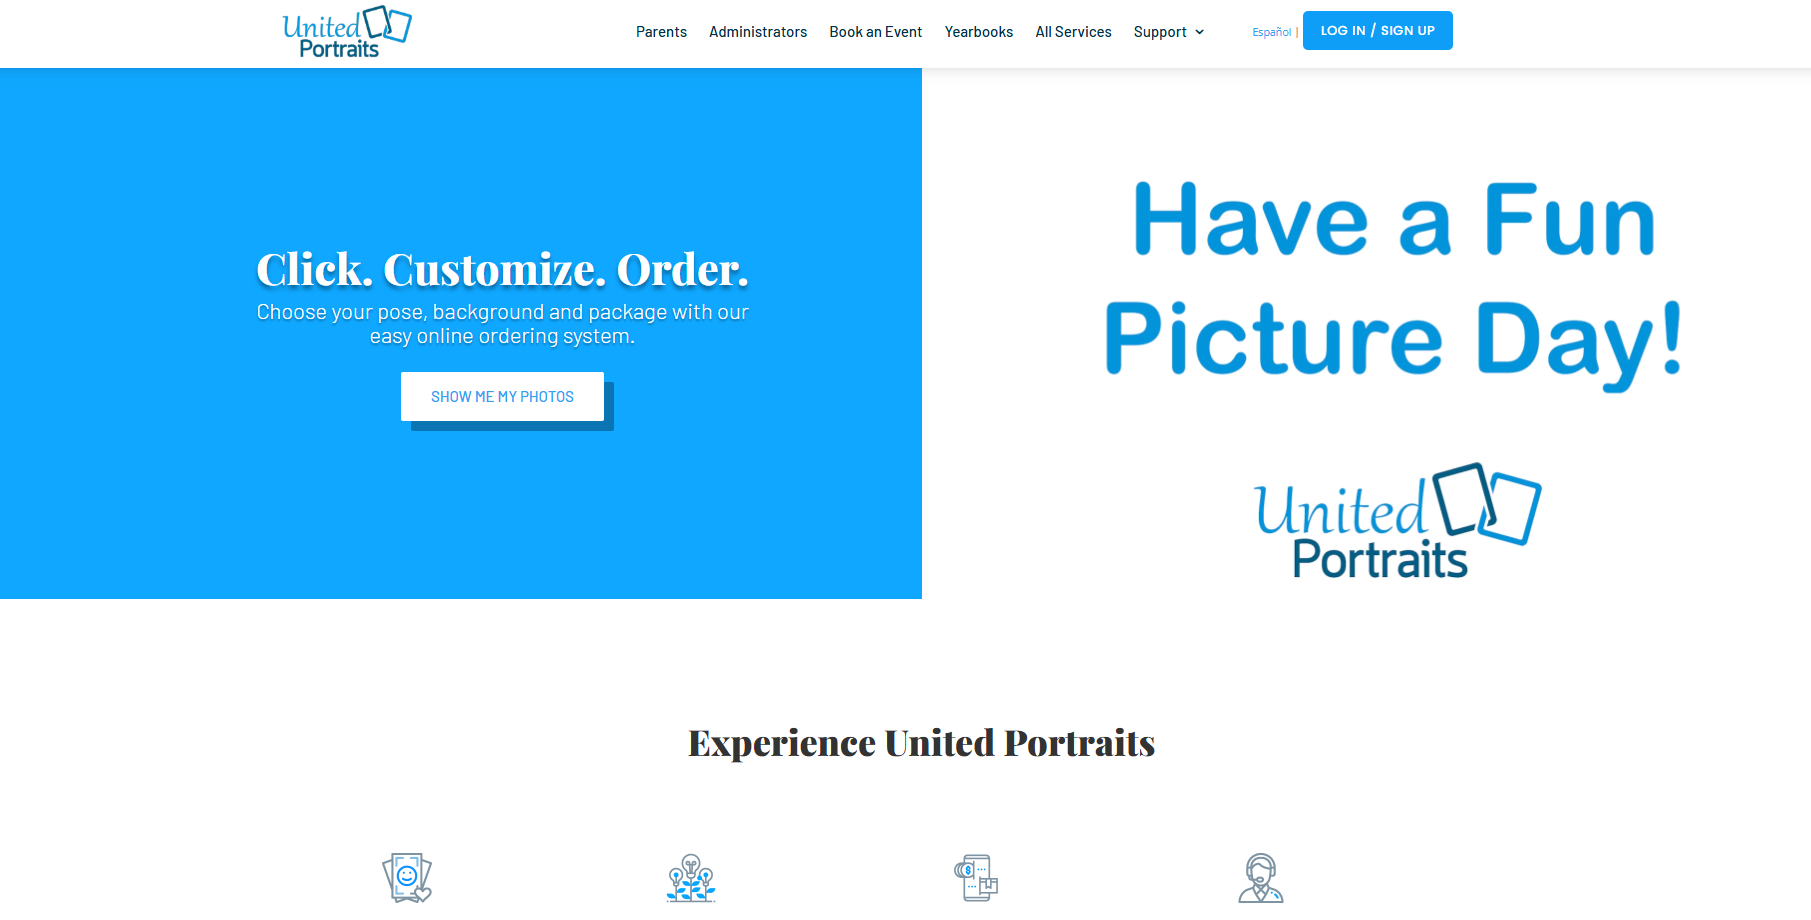 United
Portraits
Parents
Administrators
Book an Event
Yearbooks
All Services
Support
Español |
LOG IN / SIGN UP
Click. Customize. Order.
Choose your pose, background and package with our
easy online ordering system.
SHOW ME MY PHOTOS
Have a Fun
Picture Day!
United
Portraits
Experience United Portraits
$